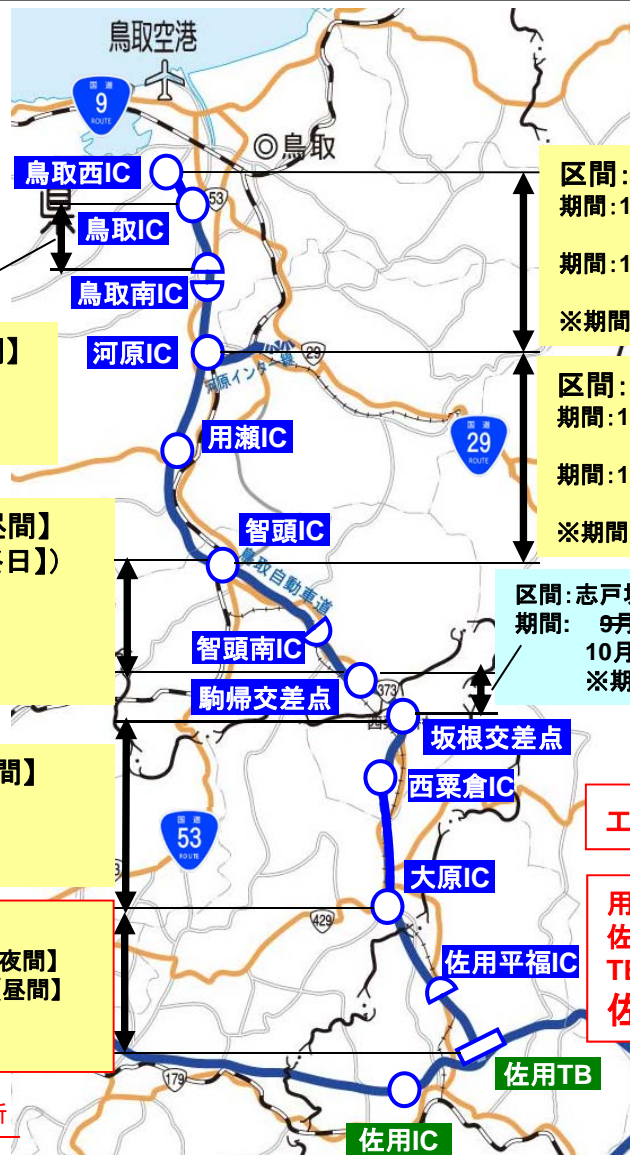 鳥取空港
国道
9
ROUTE
◎鳥取
鳥取西IC
県
53
鳥取IC
鳥取南IC
区間:
期間:1
期間:1
※期間
間】
河原IC
29
河原インター線
区間:
期間:1
期間:1
※期間
用瀬IC
国道
29
ROUTE
昼間】
終日】)
智頭IC
鳥取自動車道
智頭南IC
区間:志戸坂
期間: 9月
10月
※期
駒帰交差点
373
坂根交差点
間】
西粟倉IC
国道
53
ROUTE
エ
大原IC
429
用
佐
TB
佐
夜間】
【昼間】
佐用平福IC
佐用TB
179
所
佐用IC